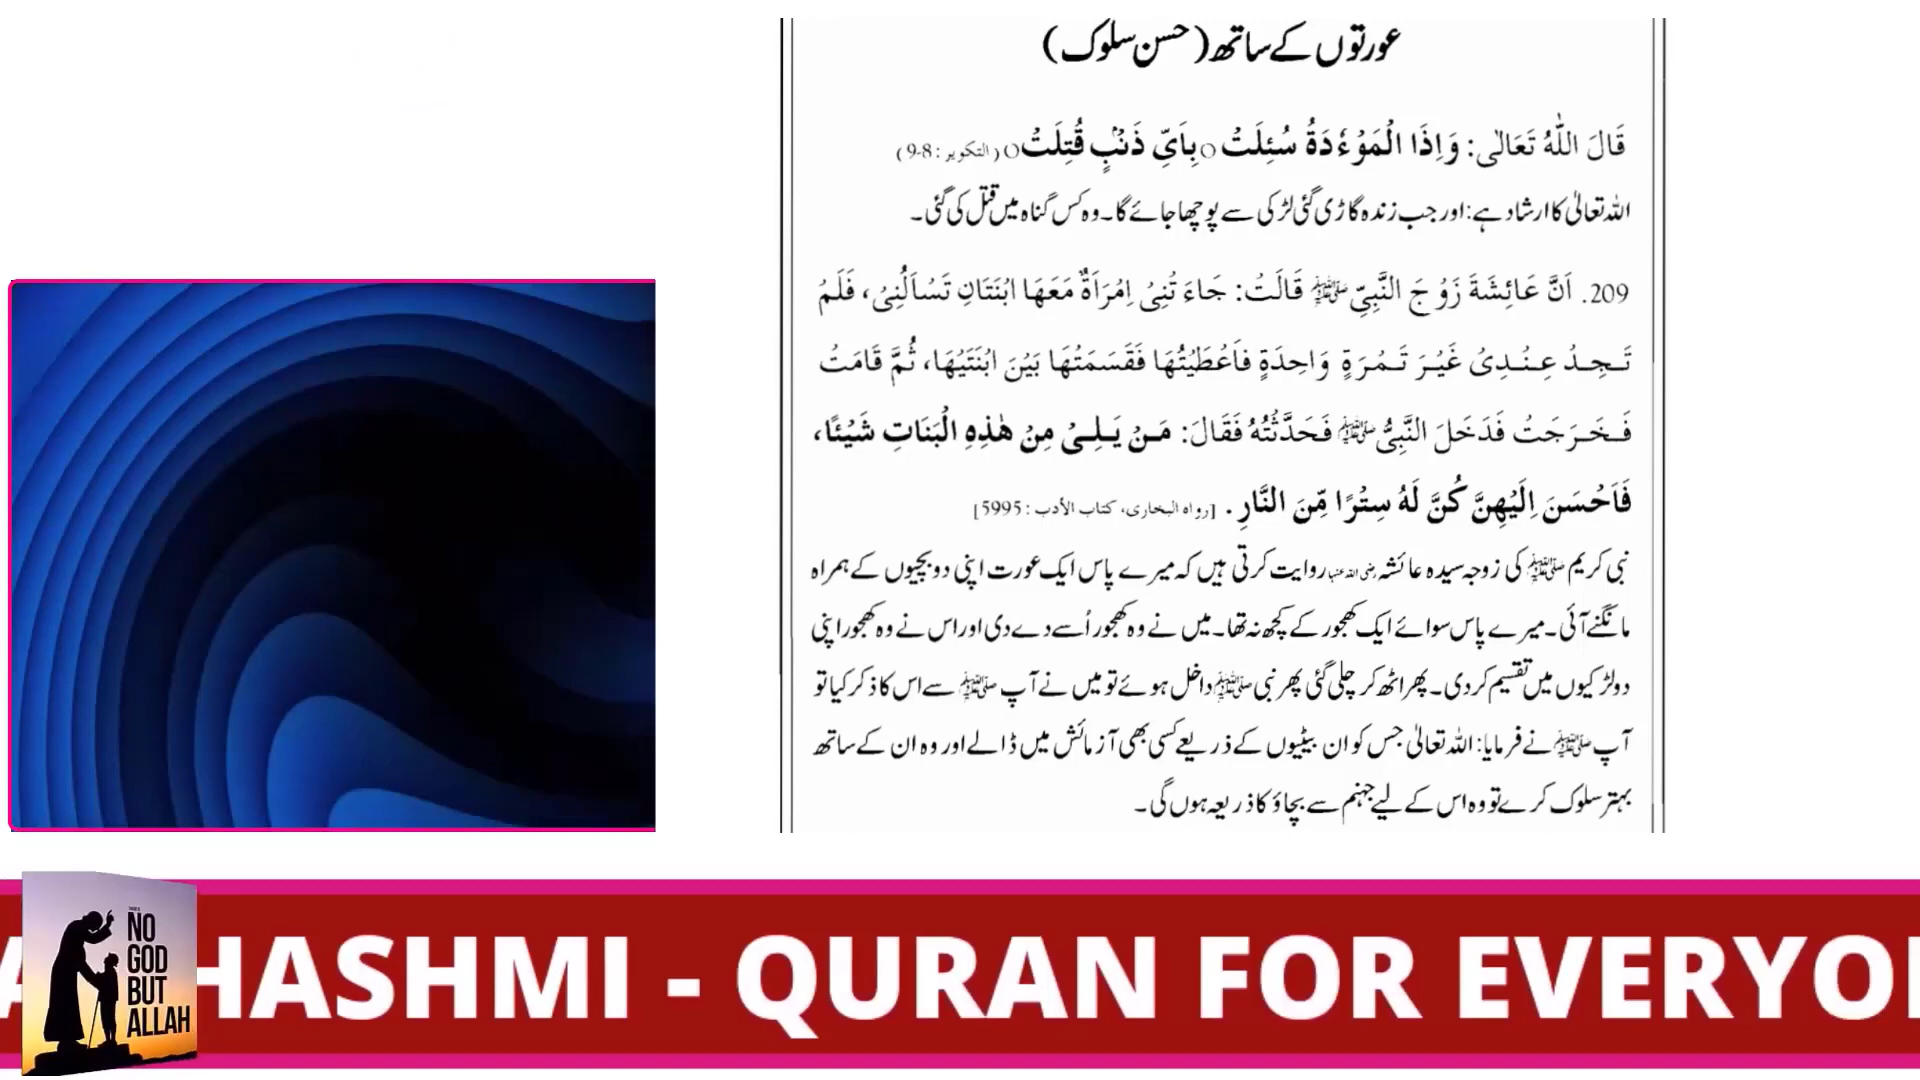 عورتوں کے ساتھ (حسن سلوک)
قَالَ اللّٰهُ تَعَالٰی: وَاِذَا الْمَوْءٗدَةُ سُئِلَتْ○بِاَیِّ ذَنْۢبٍ قُتِلَتْ○(التکویر: 8-9)
اللہ تعالیٰ کا ارشاد ہے: اور جب زندہ گاڑی گئی لڑکی سے پوچھا جائے گا۔ وہ کس گناہ میں قتل کی گئی۔
209. اَنَّ عَائِشَةَ زَوْجَ النَّبِیِّ ﷺ قَالَتْ: جَاءَ تْنِیْ اِمْرَاَةٌ مَعَهَا ابْنَتَانِ تَسْاَلُنِیْ، فَلَمْ
تَجِدْ عِنْدِیْ غَیْرَ تَمْرَةٍ وَاحِدَةٍ فَاَعْطَیْتُهَا فَقَسَمَتْهَا بَیْنَ ابْنَتَیْهَا، ثُمَّ قَامَتْ
فَخَرَجَتْ فَدَخَلَ النَّبِیُّ ﷺ فَحَدَّثْتُهُ فَقَالَ: مَنْ یَلِیْ مِنْ هٰذِهِ الْبَنَاتِ شَیْئًا،
فَاَحْسَنَ اِلَیْهِنَّ کُنَّ لَهُ سِتْرًا مِّنَ النَّارِ. [رواه البخاری، کتاب الأدب: 5995]
نبی کریم ﷺ کی زوجہ سیدہ عائشہ رضی اللہ عنہا روایت کرتی ہیں کہ میرے پاس ایک عورت اپنی دو بچیوں کے ہمراہ
مانگنے آئی۔ میرے پاس سوائے ایک کھجور کے کچھ نہ تھا۔ میں نے وہ کھجور اُسے دے دی اور اس نے وہ کھجور اپنی
دو لڑکیوں میں تقسیم کر دی۔ پھر اٹھ کر چلی گئی پھر نبی ﷺ داخل ہوئے تو میں نے آپ ﷺ سے اس کا ذکر کیا تو
آپ ﷺ نے فرمایا: اللہ تعالیٰ جس کو ان بیٹیوں کے ذریعے کسی بھی آزمائش میں ڈالے اور وہ ان کے ساتھ
بہتر سلوک کرے تو وہ اس کے لیے جہنم سے بچاؤ کا ذریعہ ہوں گی۔
HASHMI - QURAN FOR EVERYO
NO
GOD
BUT
ALLAH